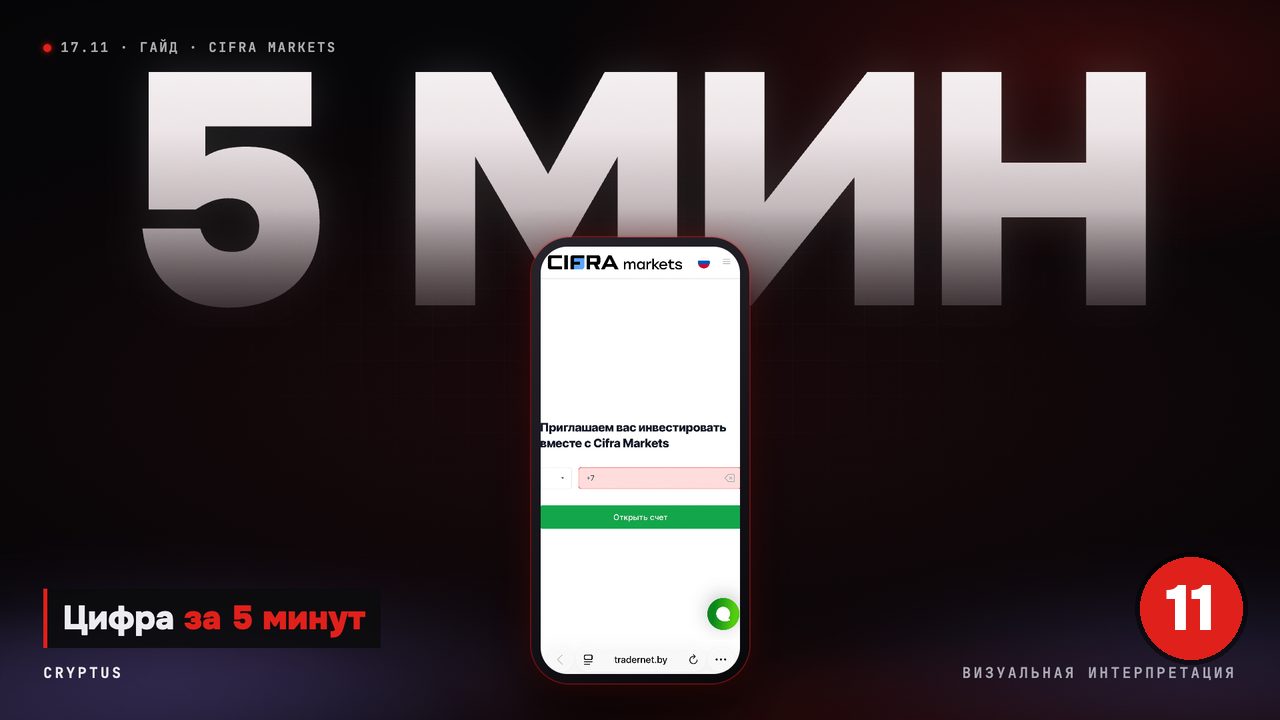 17.11 · ГАЙД · CIFRA MARKETS
5 МИН
CIFRA markets
Приглашаем вас инвестировать
вместе с Cifra Markets
+7
Открыть счет
tradernet.by
Цифра за 5 минут
CRYPTUS
11
ВИЗУАЛЬНАЯ ИНТЕРПРЕТАЦИЯ